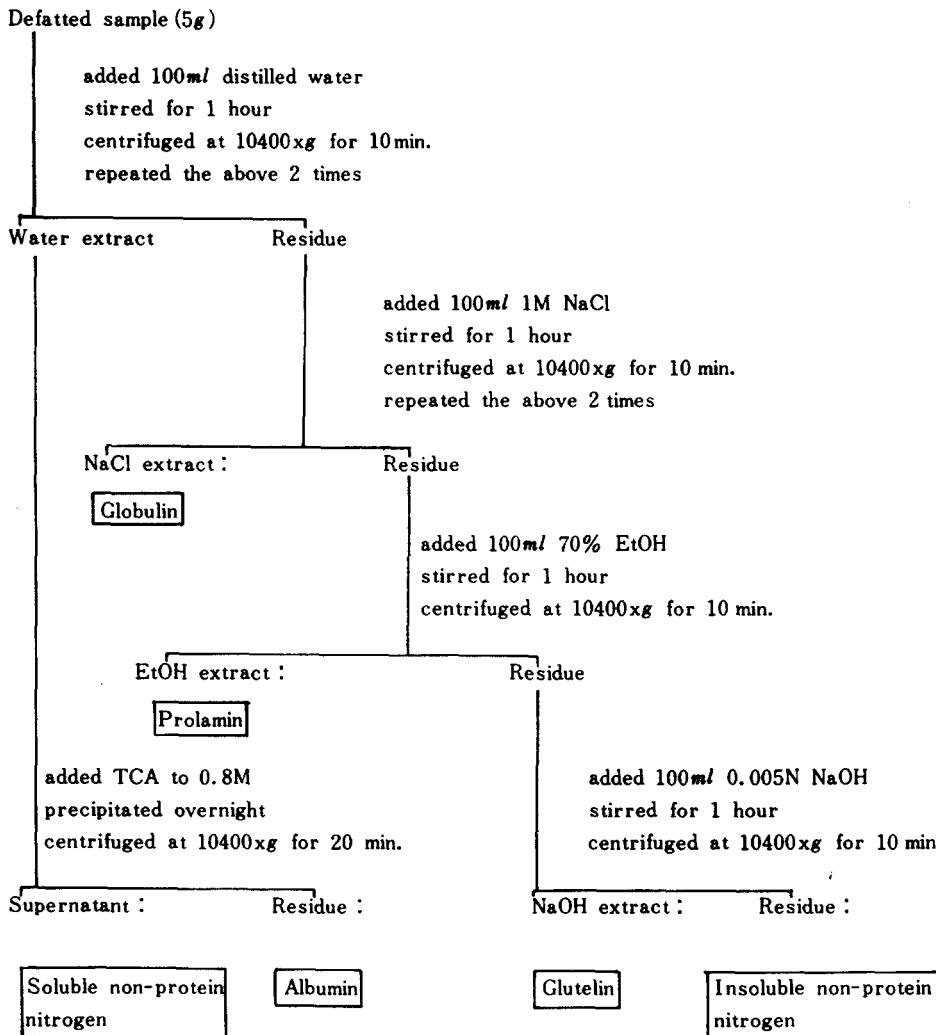 Defatted sample (5g)
added 100ml distilled water
stirred for 1 hour
centrifuged at 10400xg for 10min.
repeated the above 2 times
Water extract
Residue
added 100ml 1M NaCl
stirred for 1 hour
centrifuged at 10400xg for 10 min.
repeated the above 2 times
NaCl extract :
Globulin
Residue
added 100ml 70% EtOH
stirred for 1 hour
centrifuged at 10400xg for 10 min.
EtOH extract :
Prolamin
Residue
added TCA to 0.8M
precipitated overnight
centrifuged at 10400xg for 20 min.
added 100ml 0.005N NaOH
stirred for 1 hour
centrifuged at 10400xg for 10 min
Supernatant :
Residue :
NaOH extract :
Residue :
Soluble non-protein
nitrogen
Albumin
Glutelin
Insoluble non-protein
nitrogen